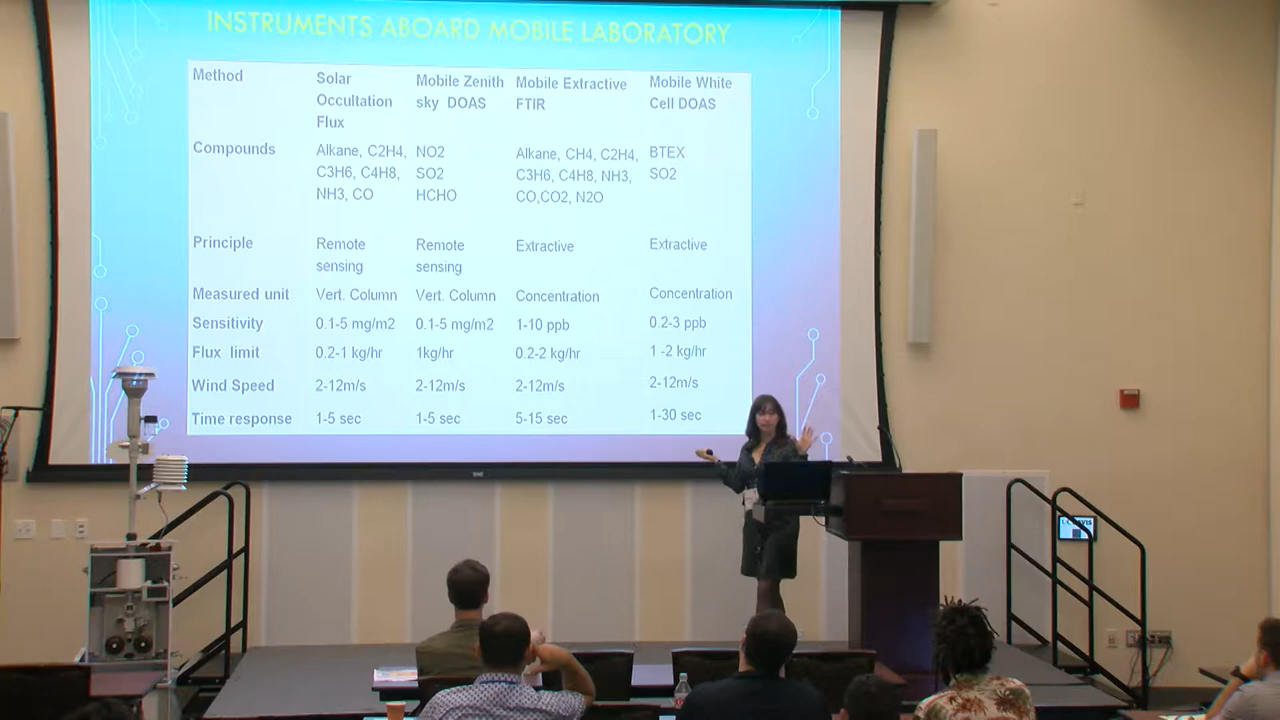 INSTRUMENTS ABOARD MOBILE LABORATORY
Method
Solar
Occultation
Flux
Mobile Zenith
sky DOAS
Mobile Extractive
FTIR
Mobile White
Cell DOAS
Compounds
Alkane, C2H4,
C3H6, C4H8,
NH3, CO
NO2
SO2
HCHO
Alkane, CH4, C2H4,
C3H6, C4H8, NH3,
CO,CO2, N2O
BTEX
SO2
Principle
Remote
sensing
Remote
sensing
Extractive
Extractive
Measured unit
Vert. Column
Vert. Column
Concentration
Concentration
Sensitivity
0.1-5 mg/m2
0.1-5 mg/m2
1-10 ppb
0.2-3 ppb
Flux limit
0.2-1 kg/hr
1kg/hr
0.2-2 kg/hr
1 -2 kg/hr
Wind Speed
2-12m/s
2-12m/s
2-12m/s
2-12m/s
Time response
1-5 sec
1-5 sec
5-15 sec
1-30 sec